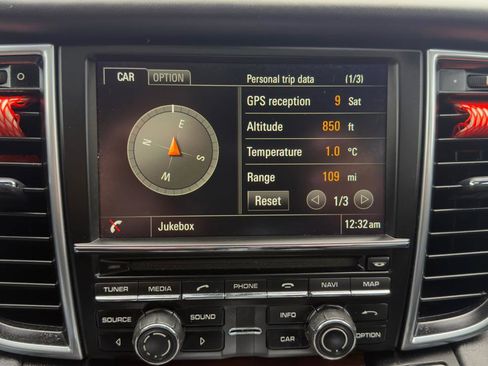 CAR OPTION Personal trip data (1/3)
GPS reception 9 Sat
Altitude 850 ft
Temperature 1.0 °C
Range 109 mi
Reset 1/3
N E S W
Jukebox 12:32am
TUNER MEDIA PHONE NAVI MAP
SOURCE SOUND INFO
CAR OPTION